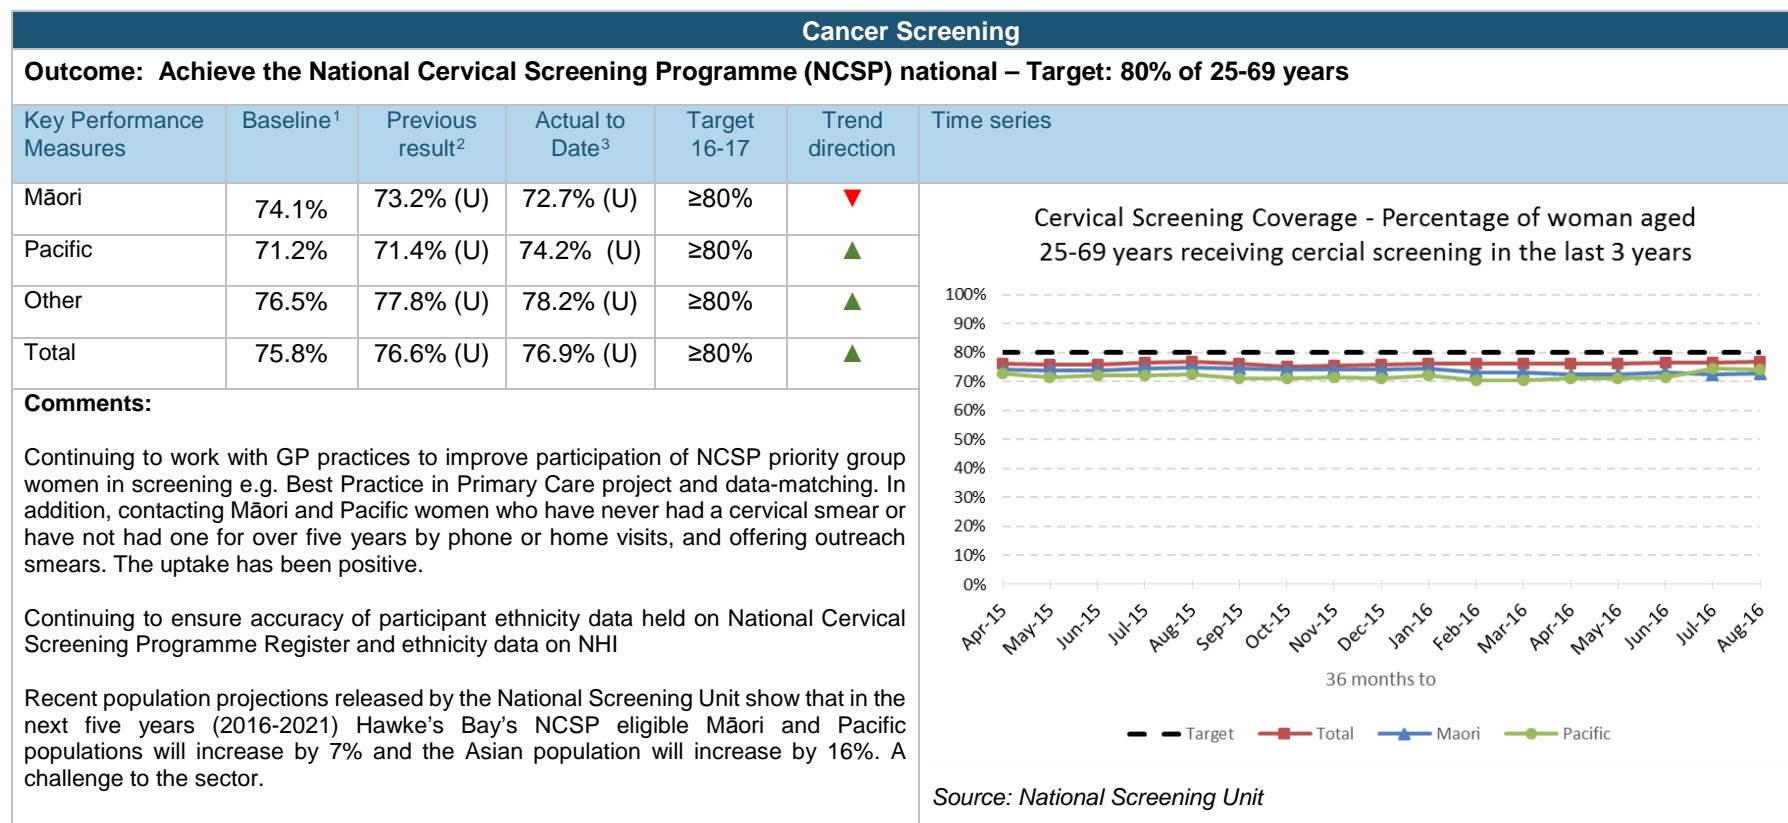 Cancer Screening
Outcome:  Achieve the National Cervical Screening Programme (NCSP) national – Target: 80% of 25-69 years
Key Performance Measures
Baseline1
Previous result2
Actual to Date3
Target 16-17
Trend direction
Time series
Māori 74.1% 73.2% (U) 72.7% (U) ≥80% ▼
Pacific 71.2% 71.4% (U) 74.2%  (U) ≥80% ▲
Other 76.5% 77.8% (U) 78.2% (U) ≥80% ▲
Total 75.8% 76.6% (U) 76.9% (U) ≥80% ▲
Comments:
Continuing to work with GP practices to improve participation of NCSP priority group
women in screening e.g. Best Practice in Primary Care project and data-matching. In
addition, contacting Māori and Pacific women who have never had a cervical smear or
have not had one for over five years by phone or home visits, and offering outreach
smears. The uptake has been positive.
Continuing to ensure accuracy of participant ethnicity data held on National Cervical
Screening Programme Register and ethnicity data on NHI
Recent population projections released by the National Screening Unit show that in the
next five years (2016-2021) Hawke's Bay's NCSP eligible Māori and Pacific
populations will increase by 7% and the Asian population will increase by 16%. A
challenge to the sector.
Cervical Screening Coverage - Percentage of woman aged
25-69 years receiving cercial screening in the last 3 years
100%
90%
80%
70%
60%
50%
40%
30%
20%
10%
0%
Apr-15 May-15 Jun-15 Jul-15 Aug-15 Sep-15 Oct-15 Nov-15 Dec-15 Jan-16 Feb-16 Mar-16 Apr-16 May-16 Jun-16 Jul-16 Aug-16
36 months to
Target Total Maori Pacific
Source: National Screening Unit